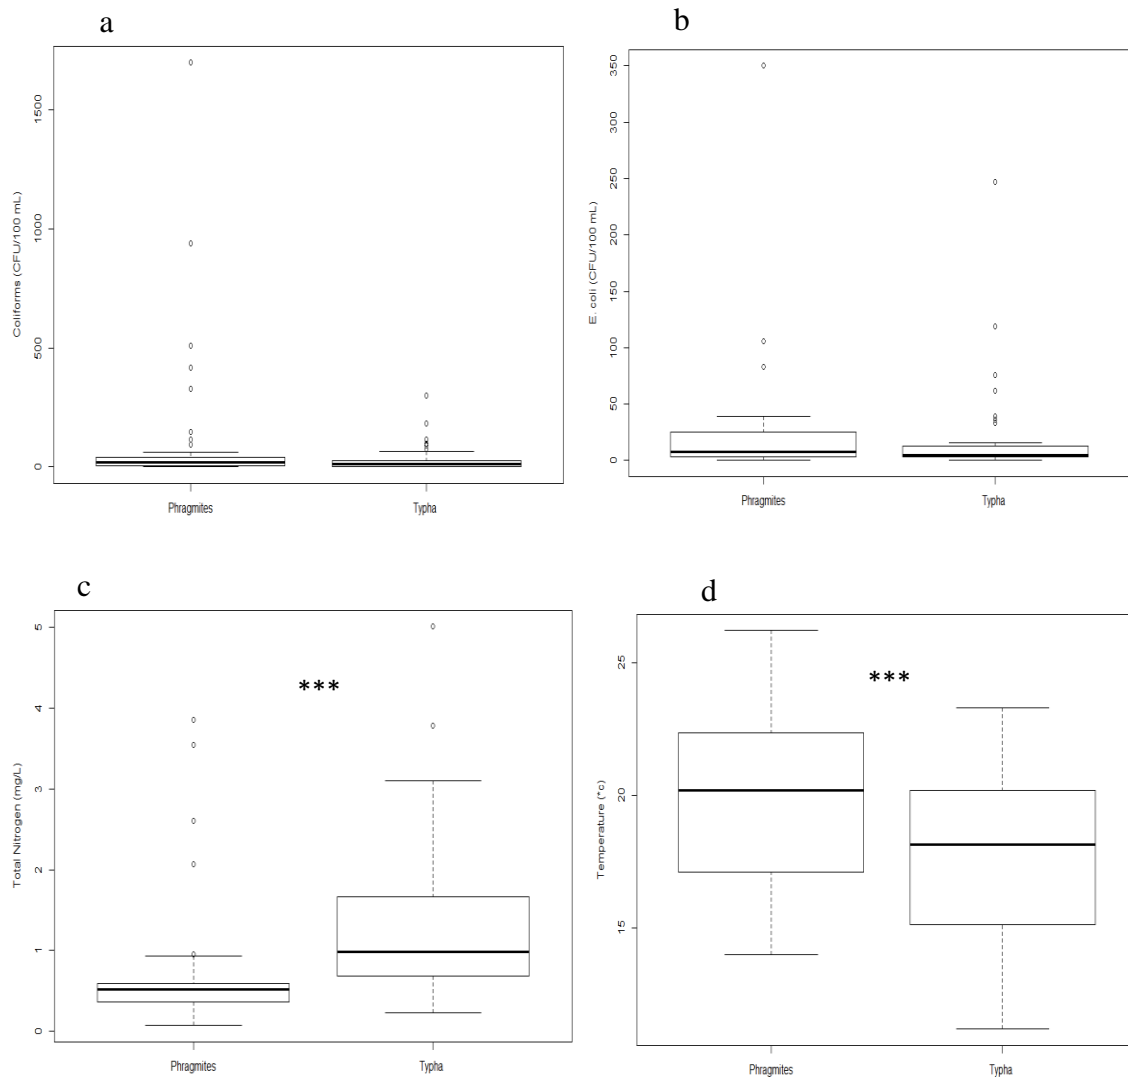 a
Coliforms (CFU/100 mL)
0
500
1000
1500
Phragmites
Typha
b
E. coli (CFU/100 mL)
0
50
100
150
200
250
300
350
Phragmites
Typha
c
Total Nitrogen (mg/L)
0
1
2
3
4
5
***
Phragmites
Typha
d
Temperature (*c)
15
20
25
***
Phragmites
Typha